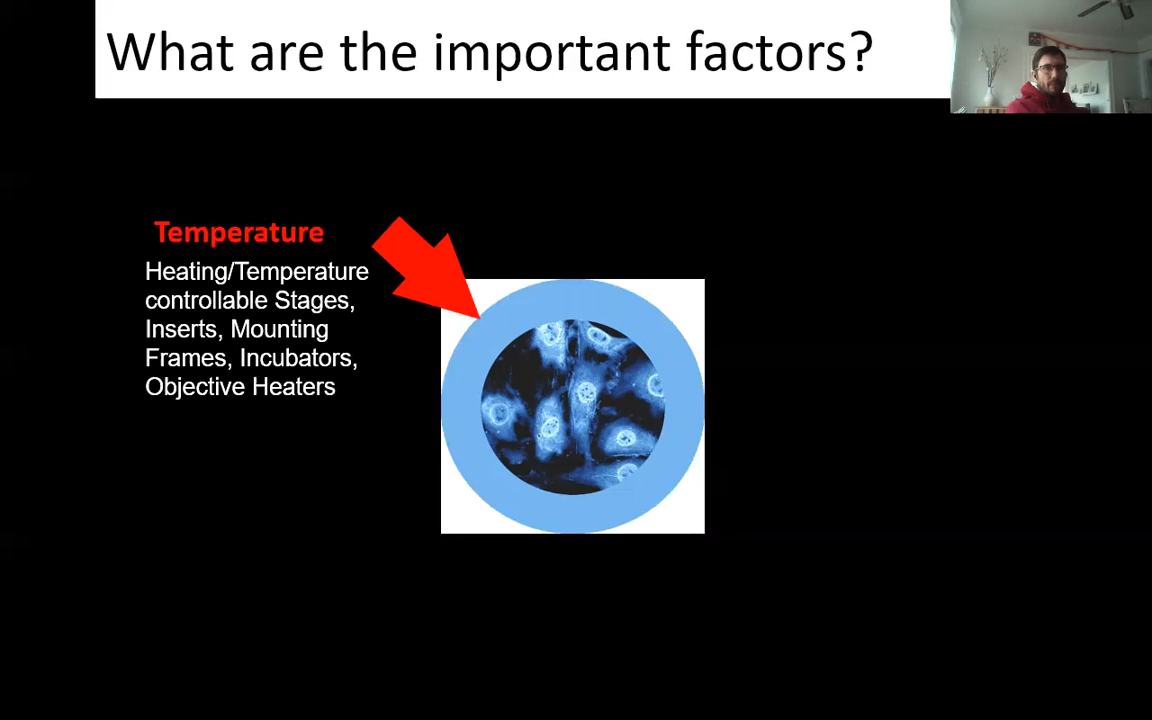 What are the important factors?
Temperature
Heating/Temperature
controllable Stages,
Inserts, Mounting
Frames, Incubators,
Objective Heaters